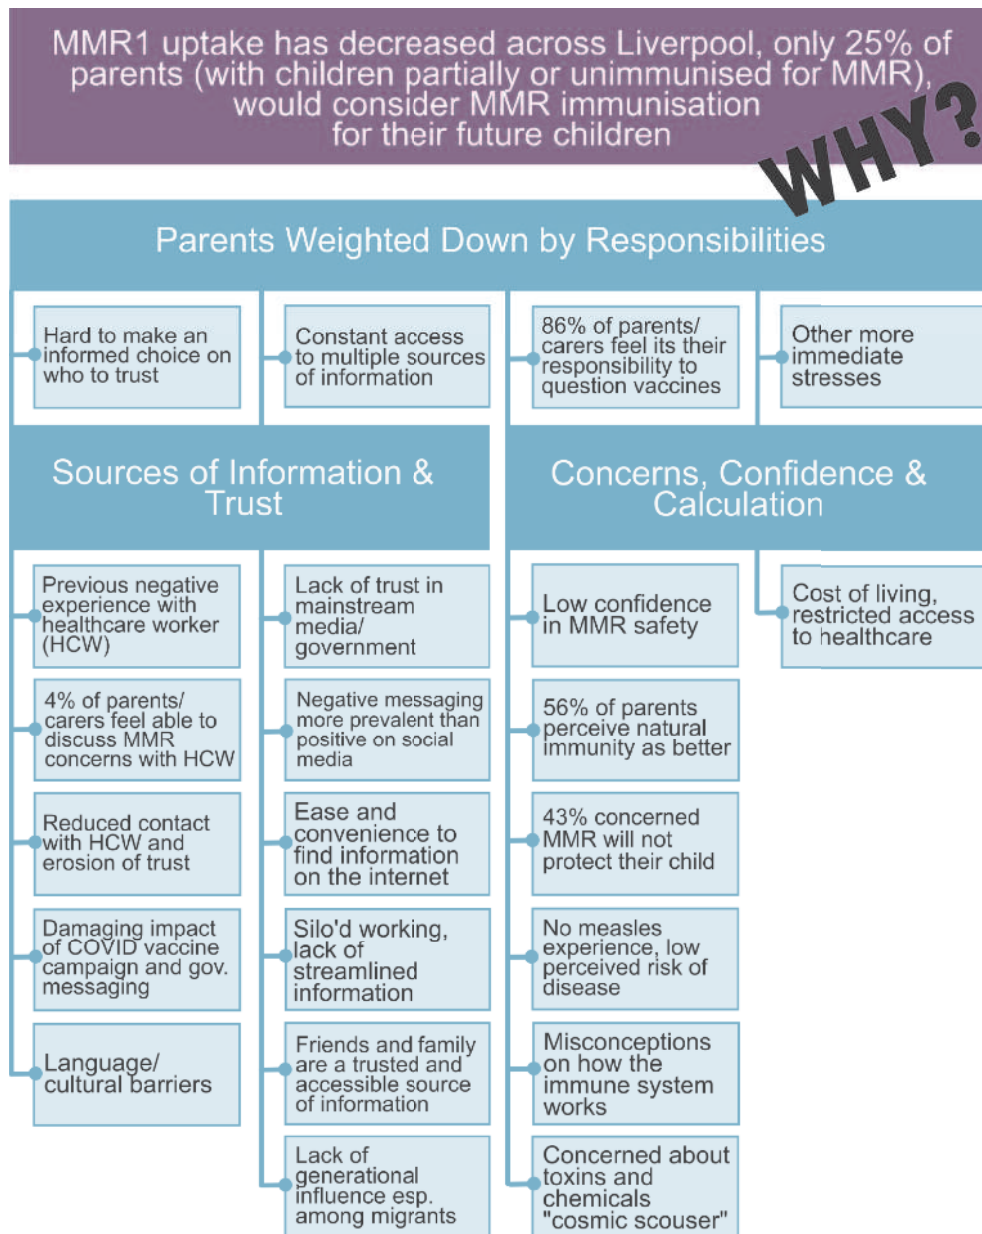 MMR1 uptake has decreased across Liverpool, only 25% of
parents (with children partially or unimmunised for MMR),
would consider MMR immunisation
for their future children
WHY?
Parents Weighted Down by Responsibilities
Hard to make an
informed choice on
who to trust
Constant access
to multiple sources
of information
86% of parents/
carers feel its their
responsibility to
question vaccines
Other more
immediate
stresses
Sources of Information &
Trust
Concerns, Confidence &
Calculation
Previous negative
experience with
healthcare worker
(HCW)
4% of parents/
carers feel able to
discuss MMR
concerns with HCW
Reduced contact
with HCW and
erosion of trust
Damaging impact
of COVID vaccine
campaign and gov.
messaging
Language/
cultural barriers
Lack of trust in
mainstream
media/
government
Negative messaging
more prevalent than
positive on social
media
Ease and
convenience to
find information
on the internet
Silo'd working,
lack of
streamlined
information
Friends and family
are a trusted and
accessible source
of information
Lack of
generational
influence esp.
among migrants
Low confidence
in MMR safety
56% of parents
perceive natural
immunity as better
43% concerned
MMR will not
protect their child
No measles
experience, low
perceived risk of
disease
Misconceptions
on how the
immune system
works
Concerned about
toxins and
chemicals
"cosmic scouser"
Cost of living,
restricted access
to healthcare